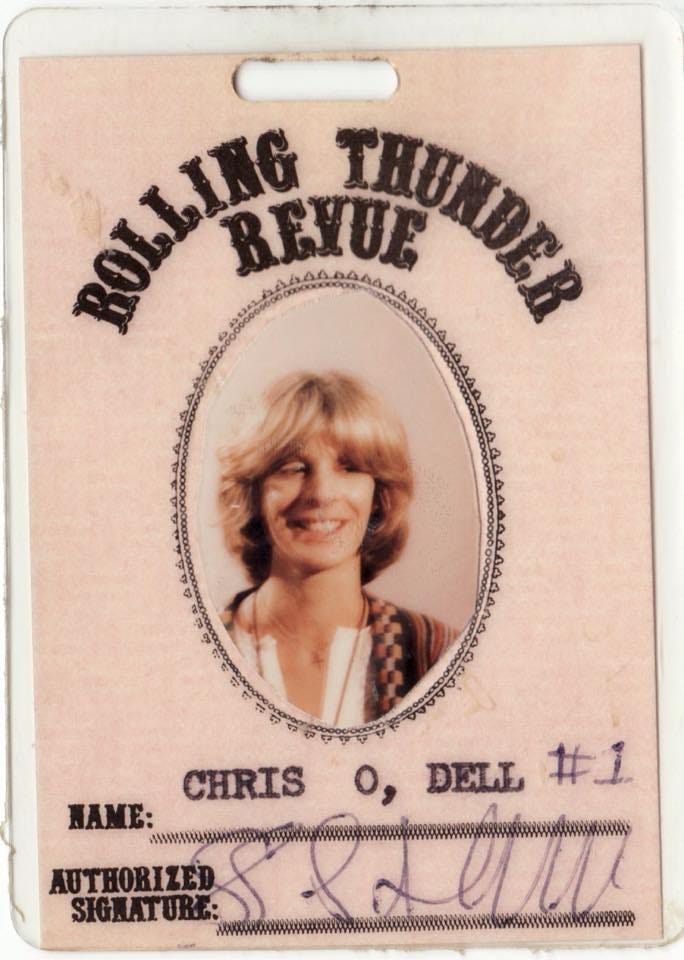 ROLLING THUNDER
REVUE
CHRIS O, DELL #1
NAME:
AUTHORIZED
SIGNATURE: